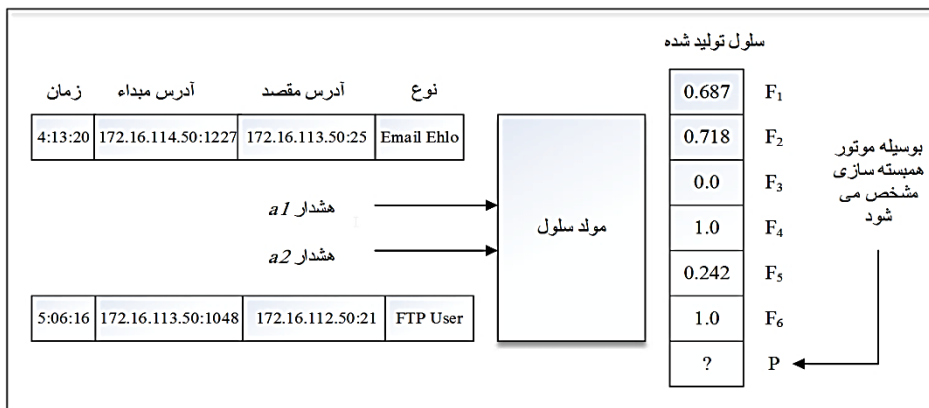 سلول تولید شده
نوع آدرس مقصد آدرس مبداء زمان
4:13:20 172.16.114.50:1227 172.16.113.50:25 Email Ehlo
هشدار a1
هشدار a2
مولد سلول
5:06:16 172.16.113.50:1048 172.16.112.50:21 FTP User
0.687 F1
0.718 F2
0.0 F3
1.0 F4
0.242 F5
1.0 F6
? P
بوسیله موتور
همبسته سازی
مشخص می
شود